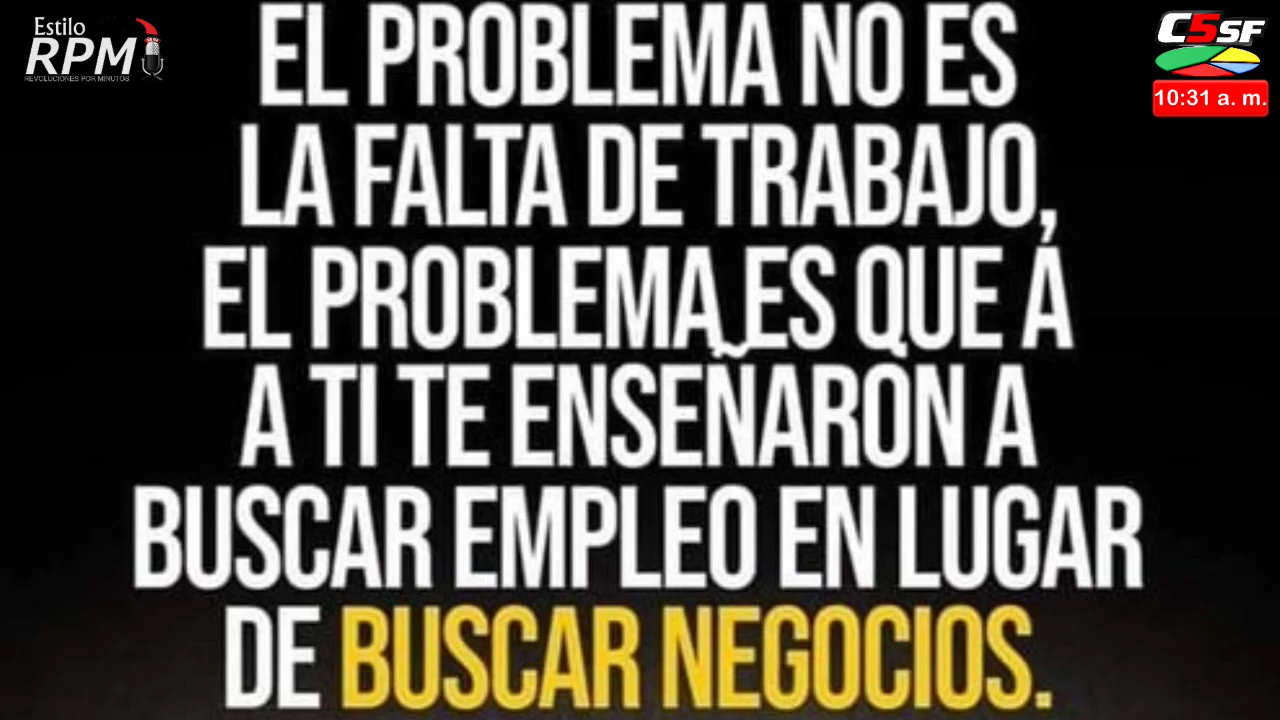 Estilo
RPM
REVOLUCIONES POR MINUTOS
C5SF
10:31 a. m.
EL PROBLEMA NO ES
LA FALTA DE TRABAJO,
EL PROBLEMA ES QUE A
A TI TE ENSEÑARON A
BUSCAR EMPLEO EN LUGAR
DE BUSCAR NEGOCIOS.